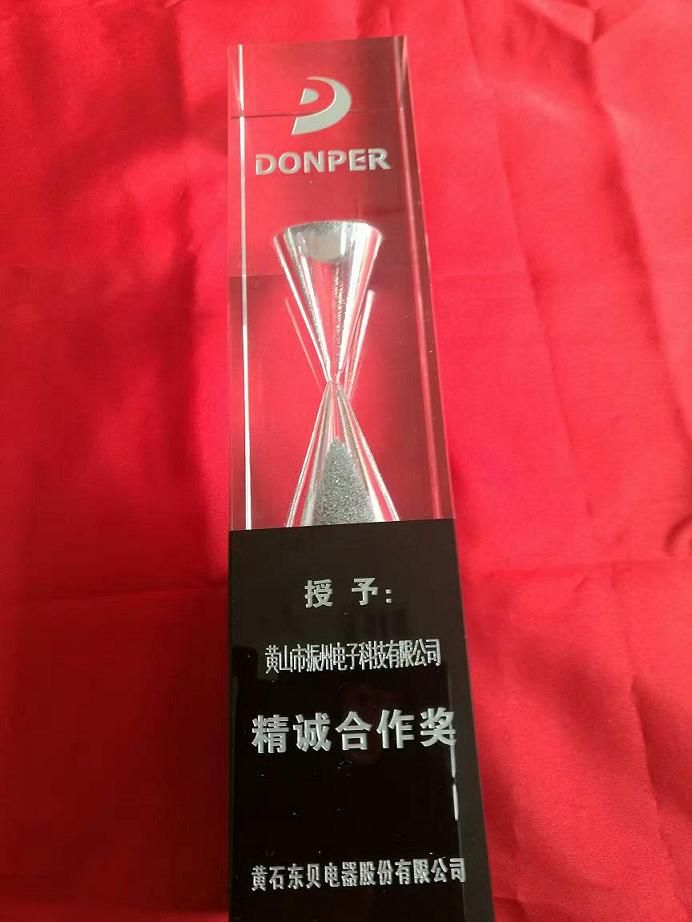 DONPER
授予:
黄山市振州电子科技有限公司
精诚合作奖
黄石东贝电器股份有限公司